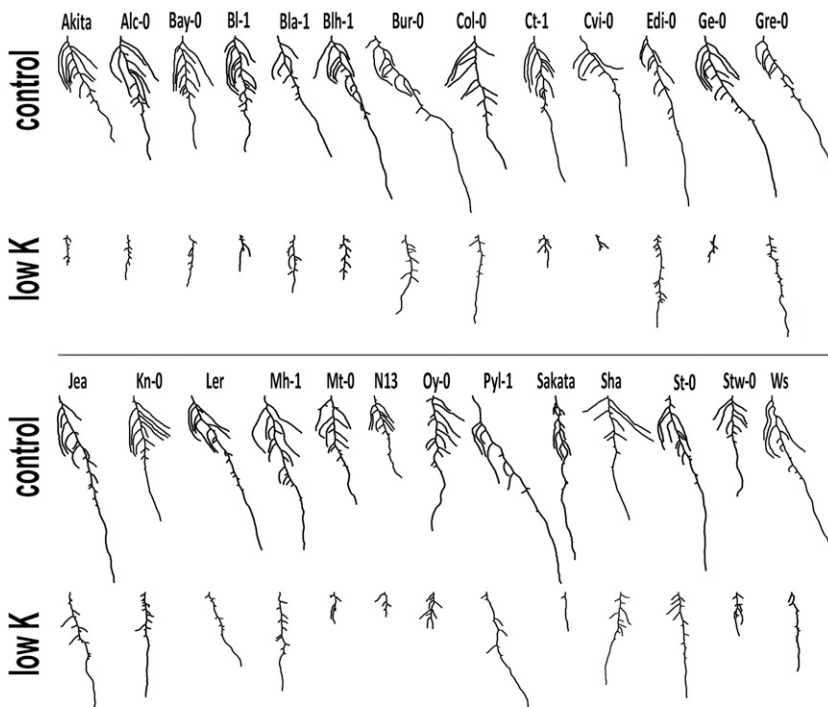 Akita Alc-0 Bay-0 Bl-1 Bla-1 Blh-1 Bur-0 Col-0 Ct-1 Cvi-0 Edi-0 Ge-0 Gre-0
control
low K
Jea Kn-0 Ler Mh-1 Mt-0 N13 Oy-0 Pyl-1 Sakata Sha St-0 Stw-0 Ws
control
low K